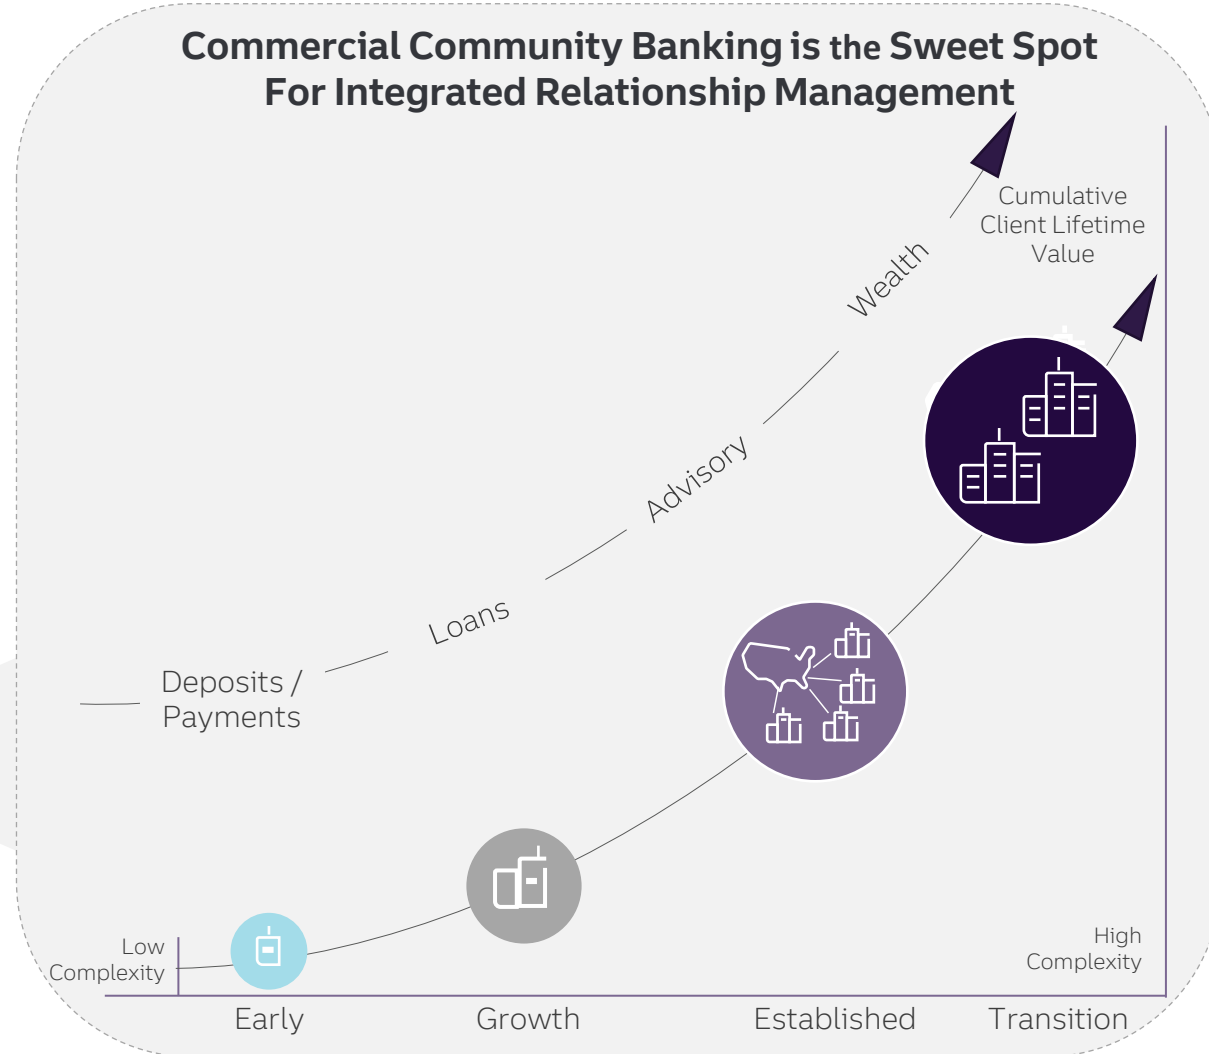 Commercial Community Banking is the Sweet Spot
For Integrated Relationship Management
Cumulative
Client Lifetime
Value
Wealth
Advisory
Loans
Deposits /
Payments
Low
Complexity
High
Complexity
Early
Growth
Established
Transition